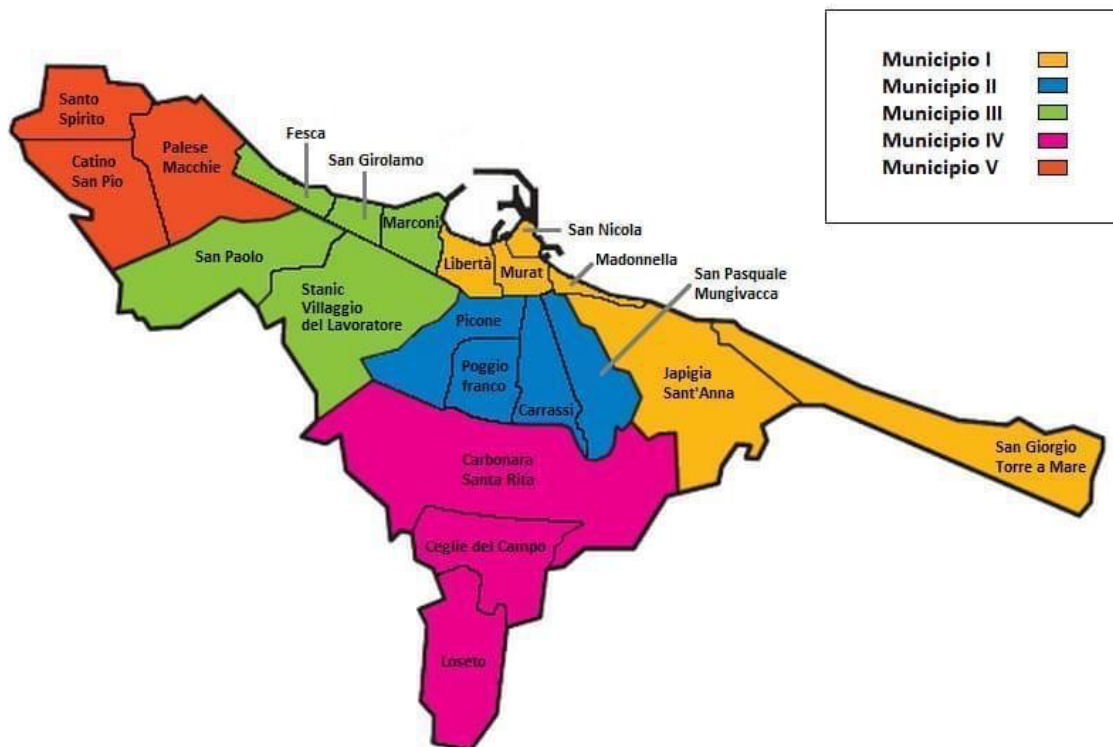 Municipio I
Municipio II
Municipio III
Municipio IV
Municipio V
Santo
Spirito
Catino
San Pio
Palese
Macchie
Fesca
San Girolamo
Marconi
San Paolo
Stanic
Villaggio
del Lavoratore
Libertà
Murat
San Nicola
Madonnella
San Pasquale
Mungivacca
Picone
Poggio
franco
Carrassi
Japigia
Sant'Anna
San Giorgio
Torre a Mare
Carbonara
Santa Rita
Ceglie del Campo
Loseto